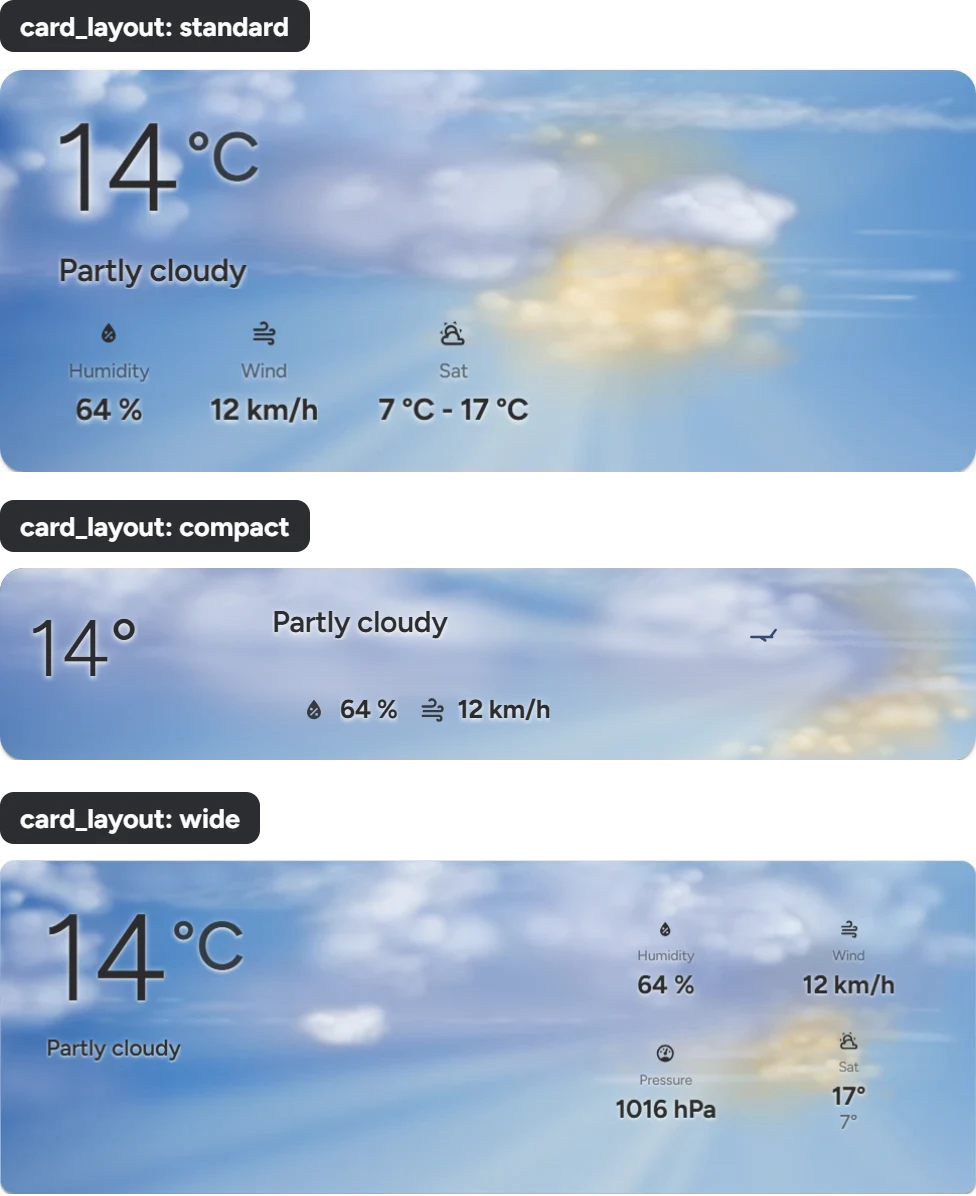 card_layout: standard
14 °C
Partly cloudy
Humidity Wind Sat
64 % 12 km/h 7 °C - 17 °C
card_layout: compact
14°
Partly cloudy
64 % 12 km/h
card_layout: wide
14 °C
Partly cloudy
Humidity Wind
64 % 12 km/h
Pressure Sat
1016 hPa 17°
7°